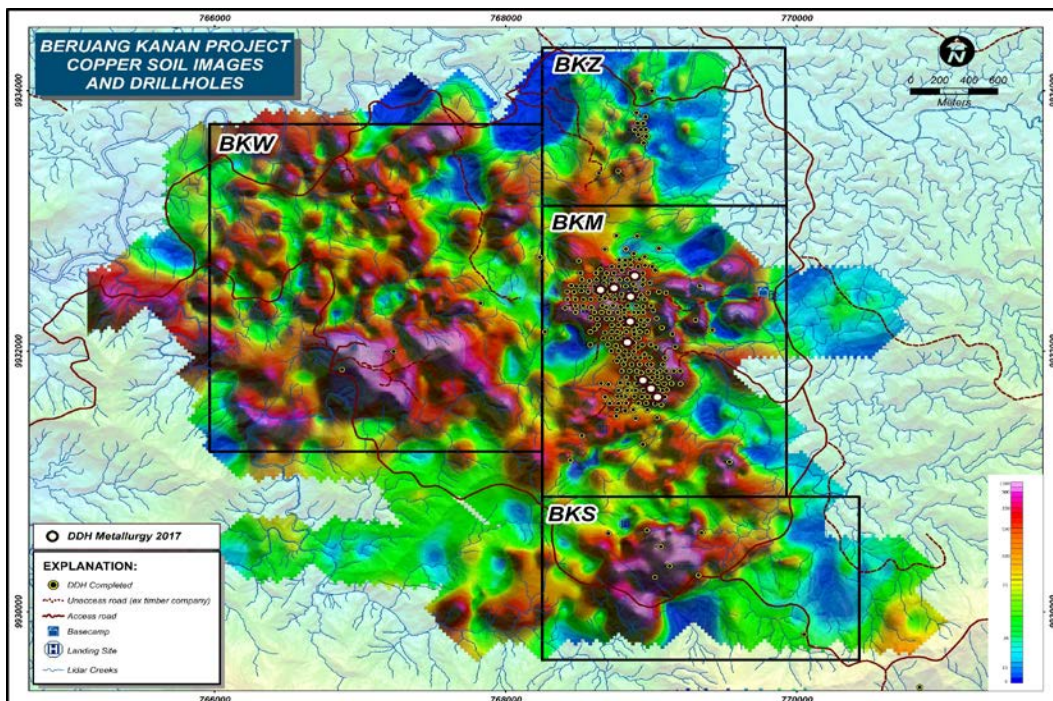 766000 768000 770000
BERUANG KANAN PROJECT
COPPER SOIL IMAGES
AND DRILLHOLES
BKZ
N
0 200 400 600
Meters
BKW
BKM
9932000
BKS
DDH Metallurgy 2017
EXPLANATION:
DDH Completed
Unaccess road (ex timber company)
Access road
Basecamp
H
Landing Site
Lidar Creeks
9930000
766000 768000 770000